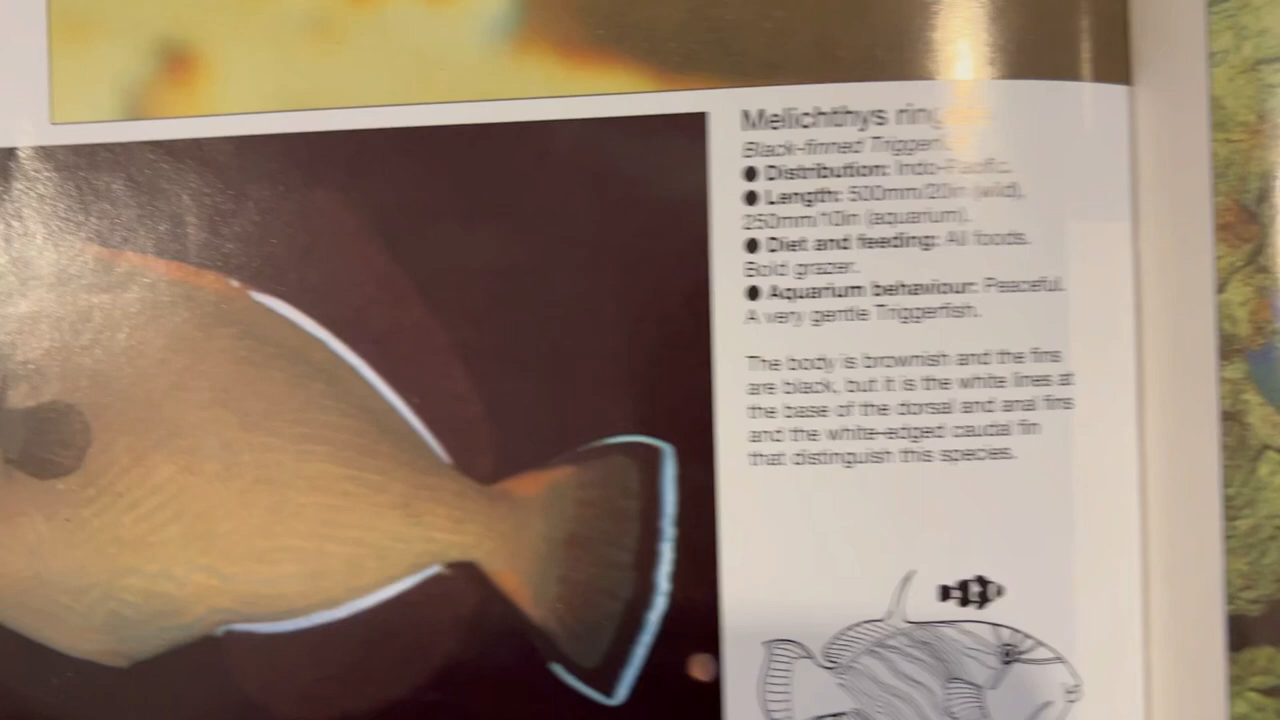 Melichthys
Black-finned
● Distribution: Indo-Pacific.
● Length: 500mm/20in (wild),
250mm/10in (aquarium).
● Diet and feeding: All foods.
Bold grazer.
● Aquarium behaviour: Peaceful.
A very gentle Triggerfish.
The body is brownish and the fins
are black, but it is the white lines at
the base of the dorsal and anal fins
and the white-edged caudal fin
that distinguish this species.